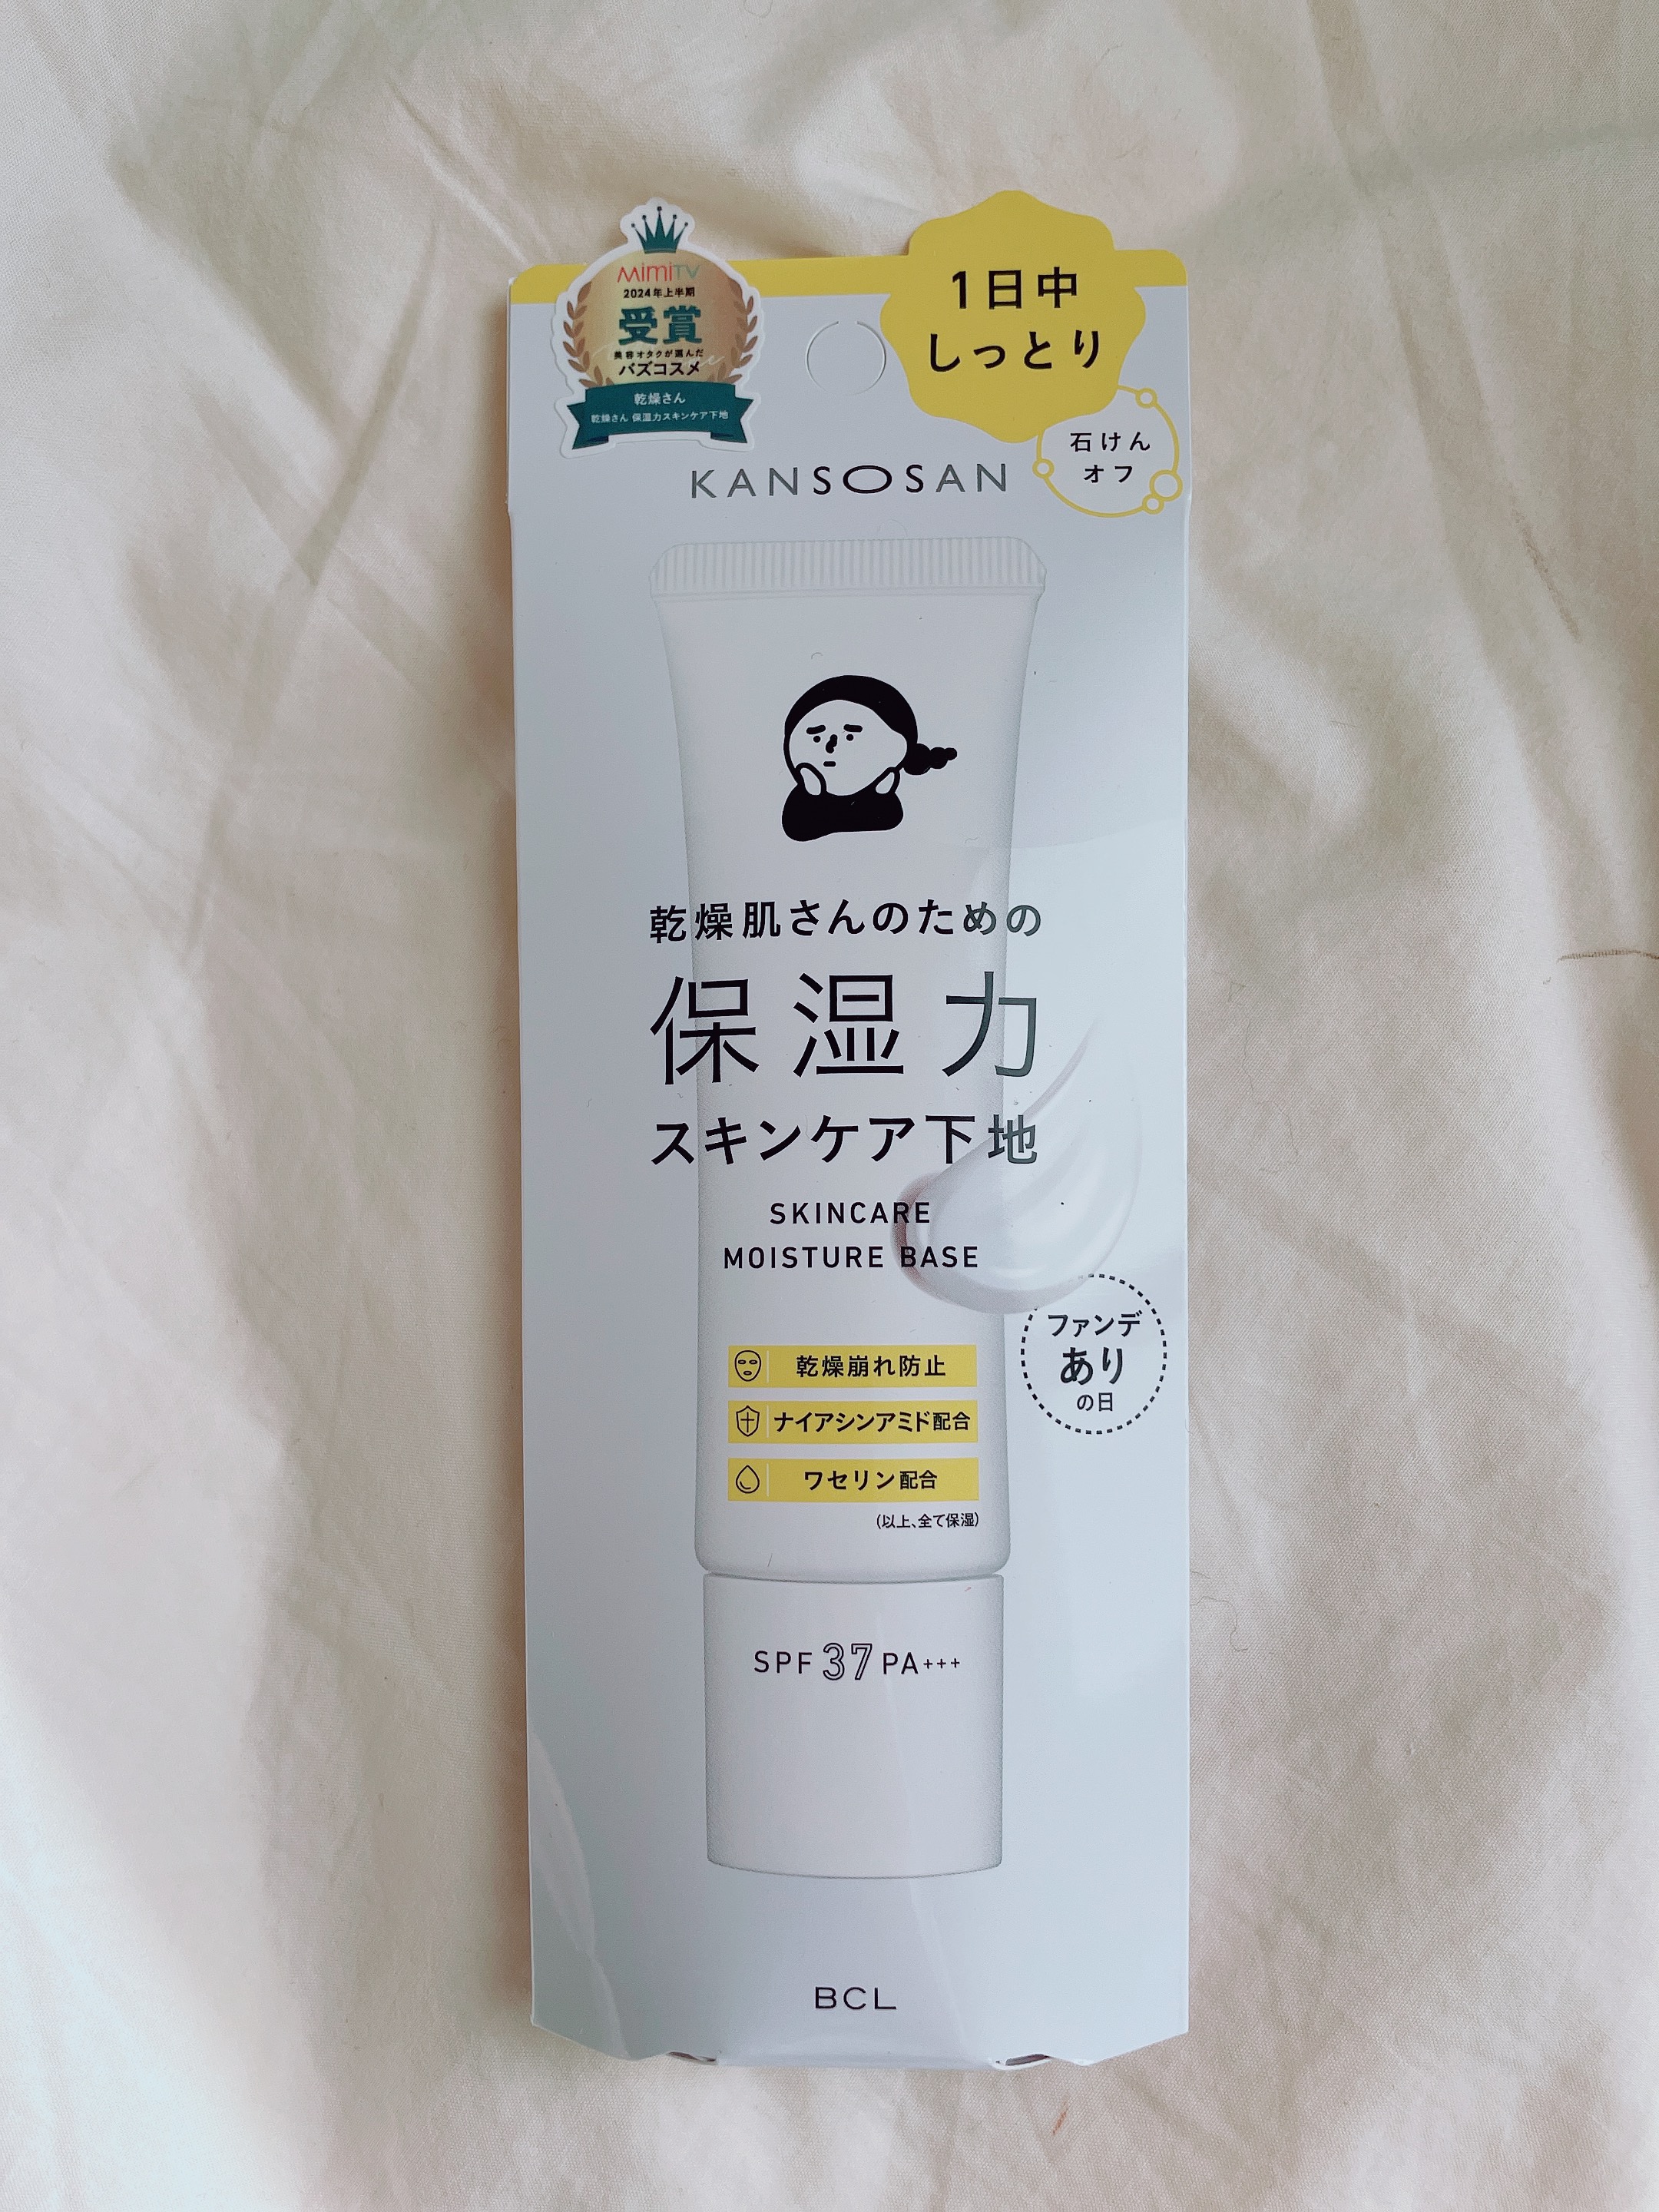 MimiTV
2024年上半期
受賞
美容オタクが選んだ
バズコスメ
乾燥さん
乾燥さん 保湿力スキンケア下地
1日中
しっとり
石けん
オフ
KANSOSAN
乾燥肌さんのための
保湿力
スキンケア下地
SKINCARE
MOISTURE BASE
ファンデ
あり
の日
乾燥崩れ防止
ナイアシンアミド配合
ワセリン配合
(以上、全て保湿)
SPF37PA+++
BCL